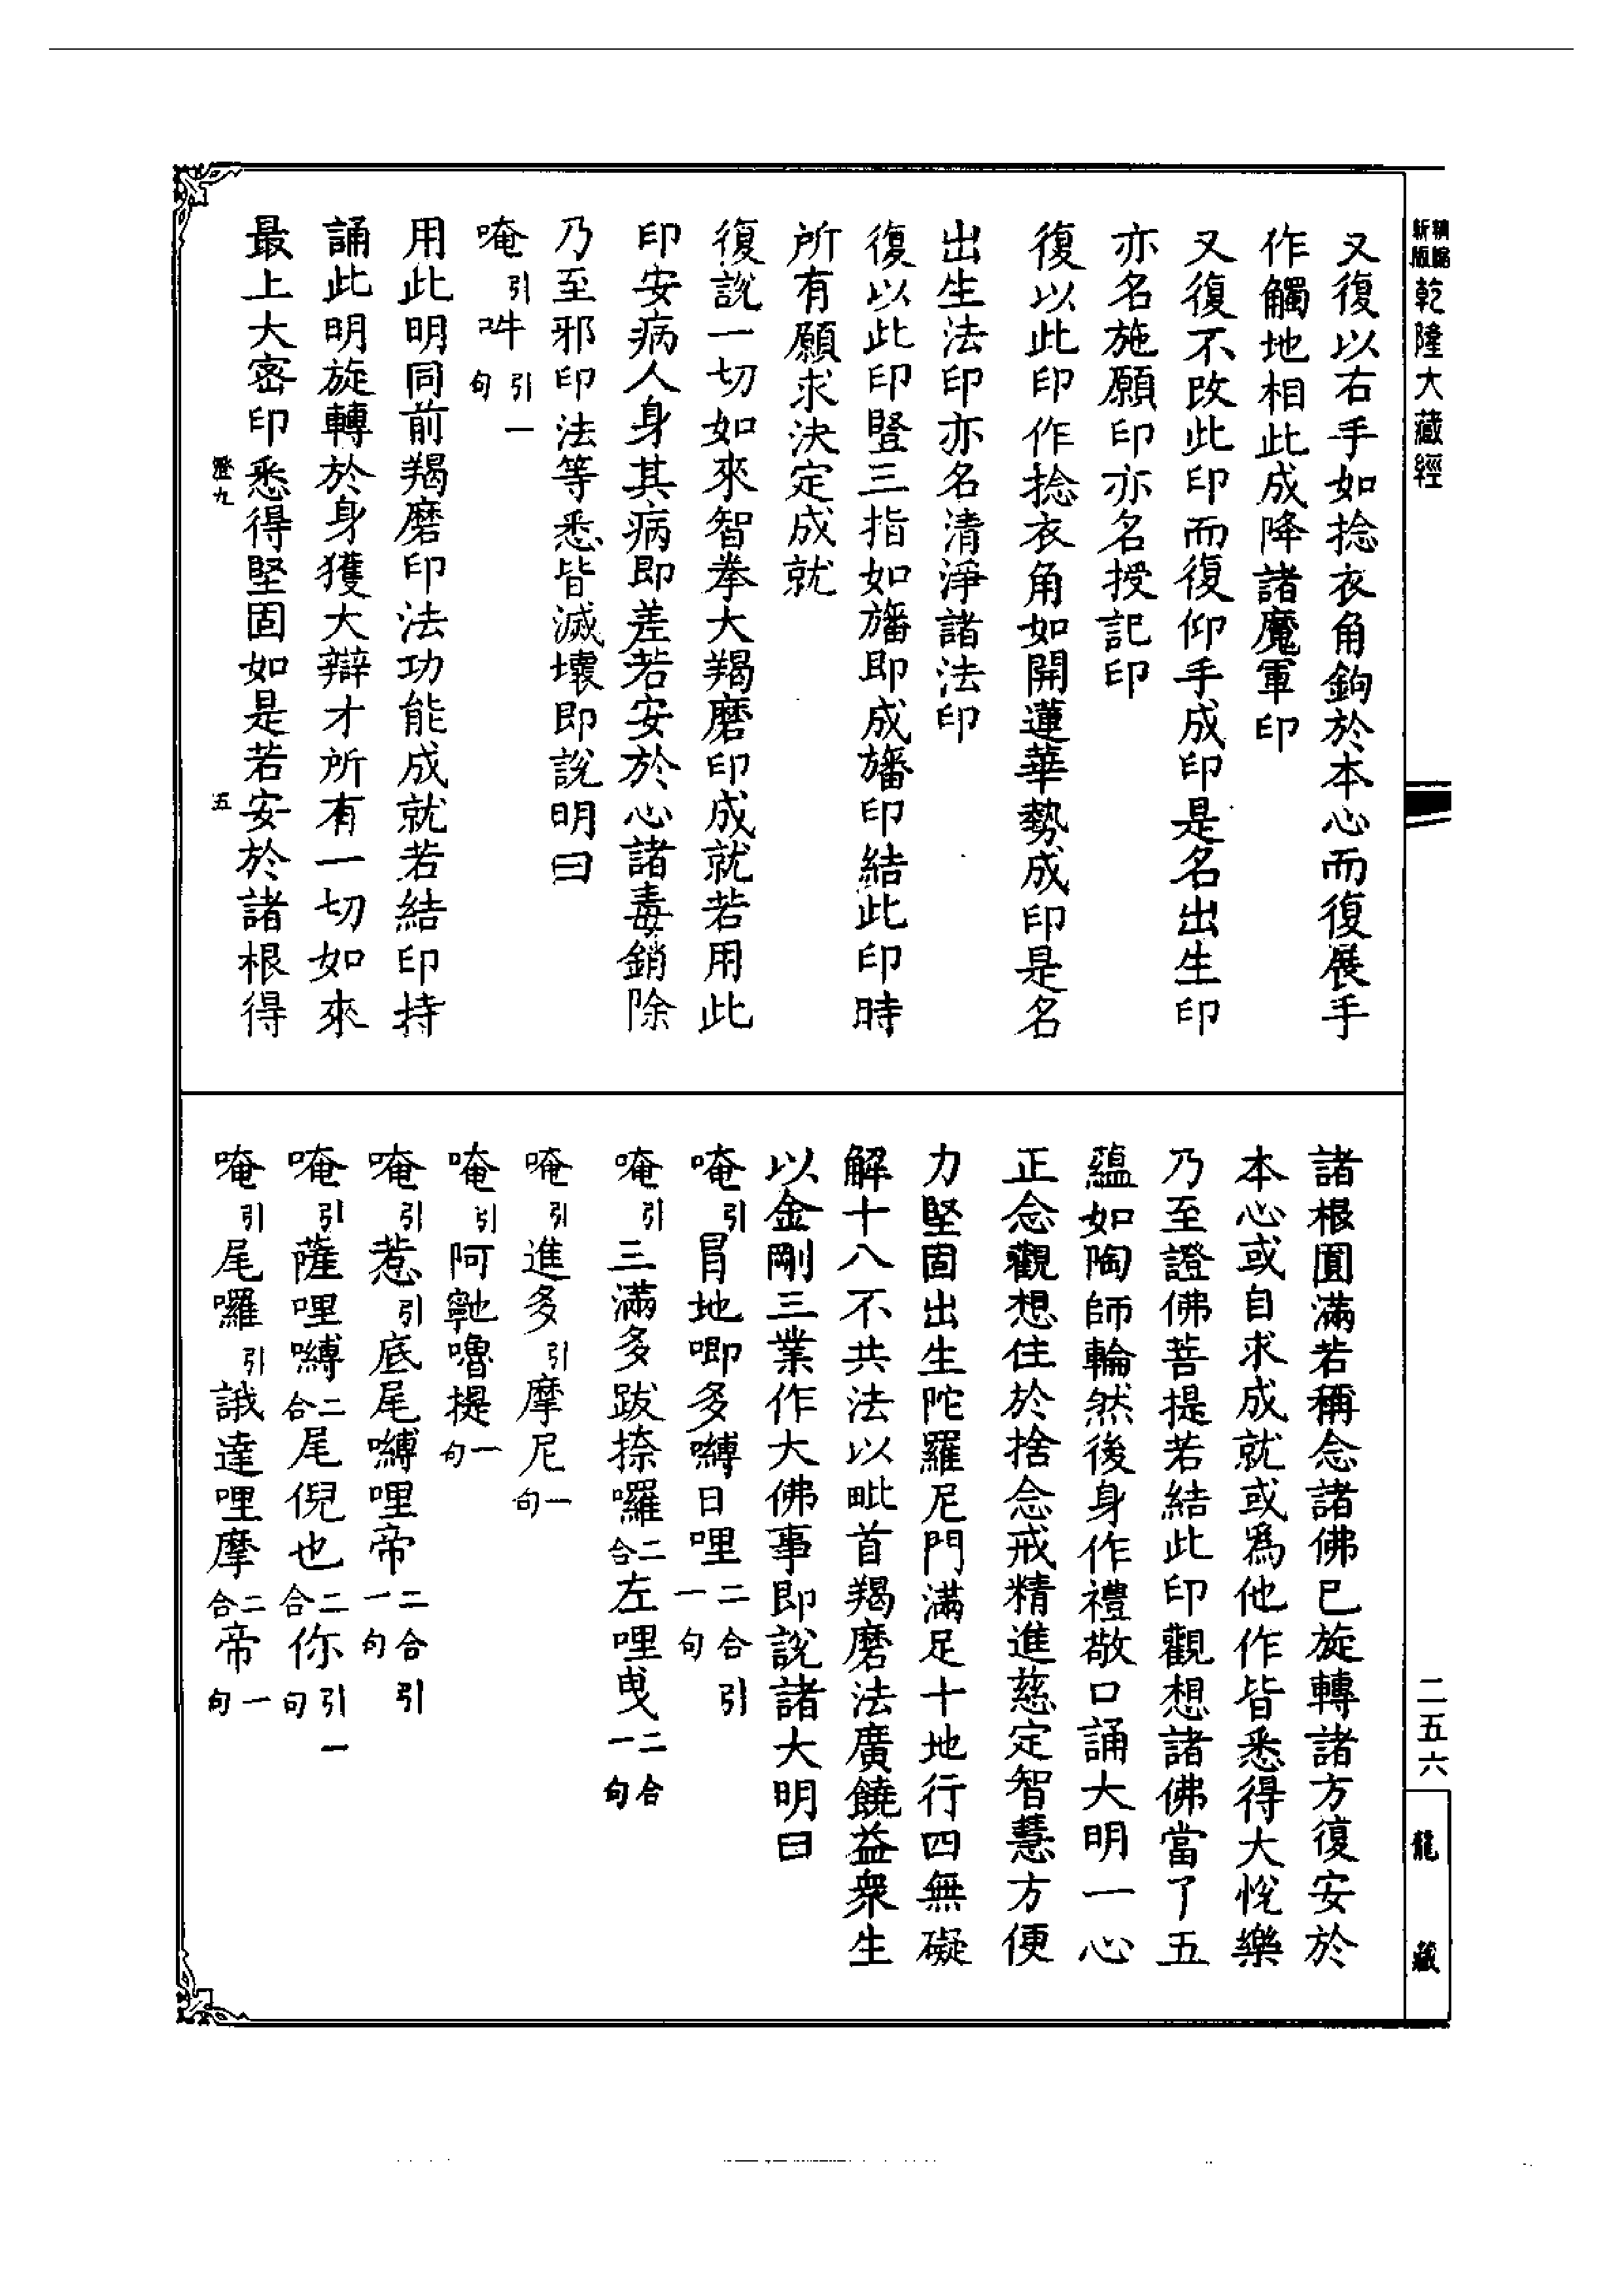 精縮
新版
乾隆大藏經
又復以右手如捻衣角鉤於本心而復展手
作觸地相此成降諸魔軍印
又復不改此印而復仰手成印是名出生印
亦名施願印亦名授記印
復以此印作捻衣角如開蓮華勢成印是名
出生法印亦名清淨諸法印
復以此印豎三指如旛即成旛印結此印時
所有願求決定成就
復說一切如來智拳大羯磨印成就若用此
印安病人身其病即差若安於心諸毒銷除
乃至邪印法等悉皆滅壞即說明曰
唵引吽引一句
用此明同前羯磨印法功能成就若結印持
誦此明旋轉於身獲大辯才所有一切如來
最上大密印悉得堅固如是若安於諸根得
澄九
五
諸根圓滿若稱念諸佛已旋轉諸方復安於
本心或自求成就或為他作皆悉得大悅樂
乃至證佛菩提若結此印觀想諸佛當了五
蘊如陶師輪然後身作禮敬口誦大明一心
正念觀想住於捨念戒精進慈定智慧方便
力堅固出生陀羅尼門滿足十地行四無礙
解十八不共法以毗首羯磨法廣饒益衆生
以金剛三業作大佛事即說諸大明曰
唵引冒地唧多嚩日哩二合引一句
唵引三滿多跋捺囉二合左哩曳二合一句
唵引進多引摩尼一句
唵引阿寧嚕提一句
唵引惹引底尾嚩哩帝二合引一句
唵引薩哩嚩二合尾倪也二合你引一句
唵引尾囉引誐達哩摩二合帝一句
二五六
龍藏